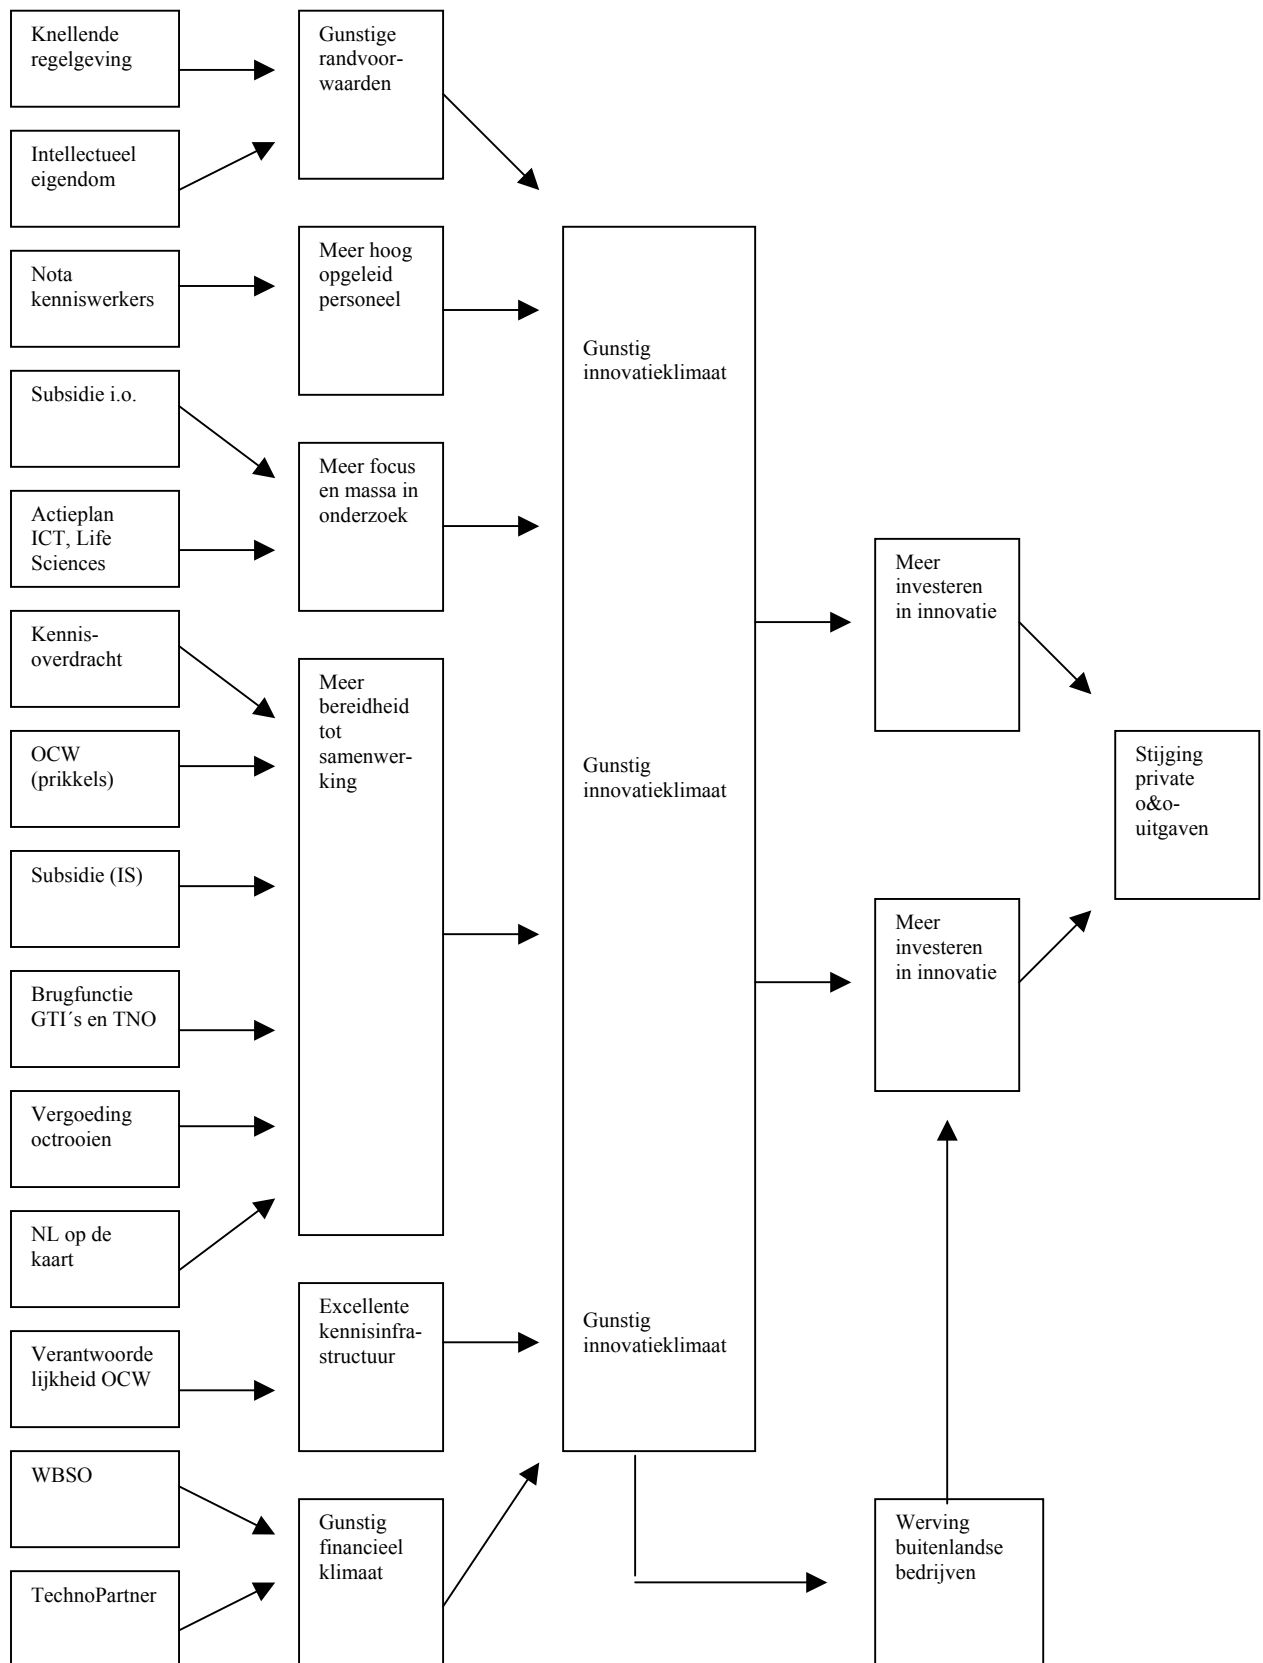 Knellende
regelgeving
Intellectueel
eigendom
Nota
kenniswerkers
Subsidie i.o.
Actieplan
ICT, Life
Sciences
Kennis-
overdracht
OCW
(prikkels)
Subsidie (IS)
Brugfunctie
GTI´s en TNO
Vergoeding
octrooien
NL op de
kaart
Verantwoorde
lijkheid OCW
WBSO
TechnoPartner
Gunstige
randvoor-
waarden
Meer hoog
opgeleid
personeel
Meer focus
en massa in
onderzoek
Meer
bereidheid
tot
samenwer-
king
Excellente
kennisinfra-
structuur
Gunstig
financieel
klimaat
Gunstig
innovatieklimaat
Gunstig
innovatieklimaat
Gunstig
innovatieklimaat
Meer
investeren
in innovatie
Meer
investeren
in innovatie
Werving
buitenlandse
bedrijven
Stijging
private
o&o-
uitgaven